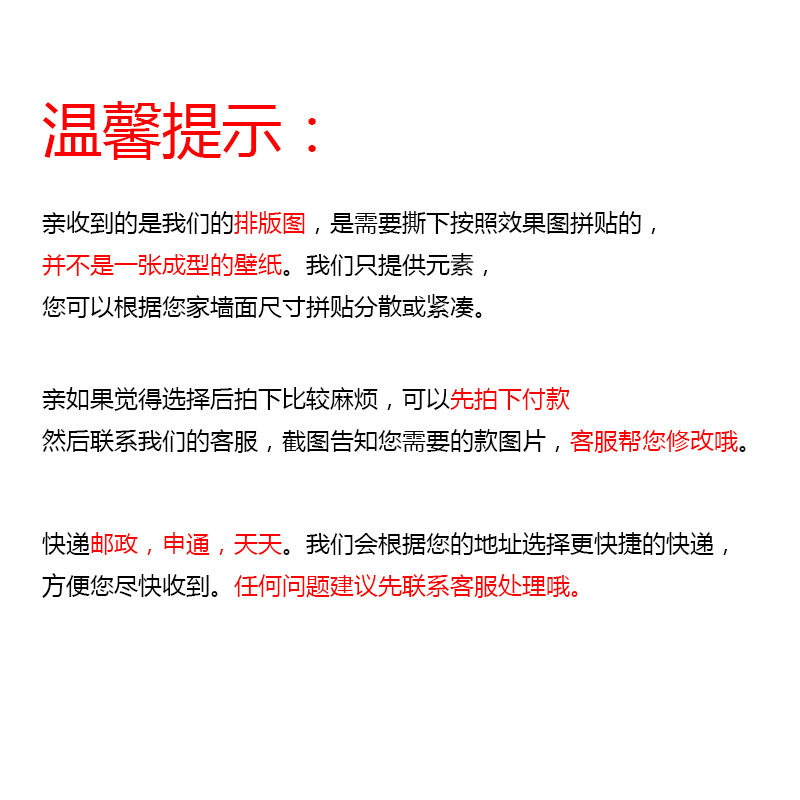 温馨提示：
亲收到的是我们的排版图，是需要撕下按照效果图拼贴的，
并不是一张成型的壁纸。我们只提供元素，
您可以根据您家墙面尺寸拼贴分散或紧凑。
亲如果觉得选择后拍下比较麻烦，可以先拍下付款
然后联系我们的客服，截图告知您需要的款图片，客服帮您修改哦。
快递邮政，申通，天天。我们会根据您的地址选择更快捷的快递，
方便您尽快收到。任何问题建议先联系客服处理哦。